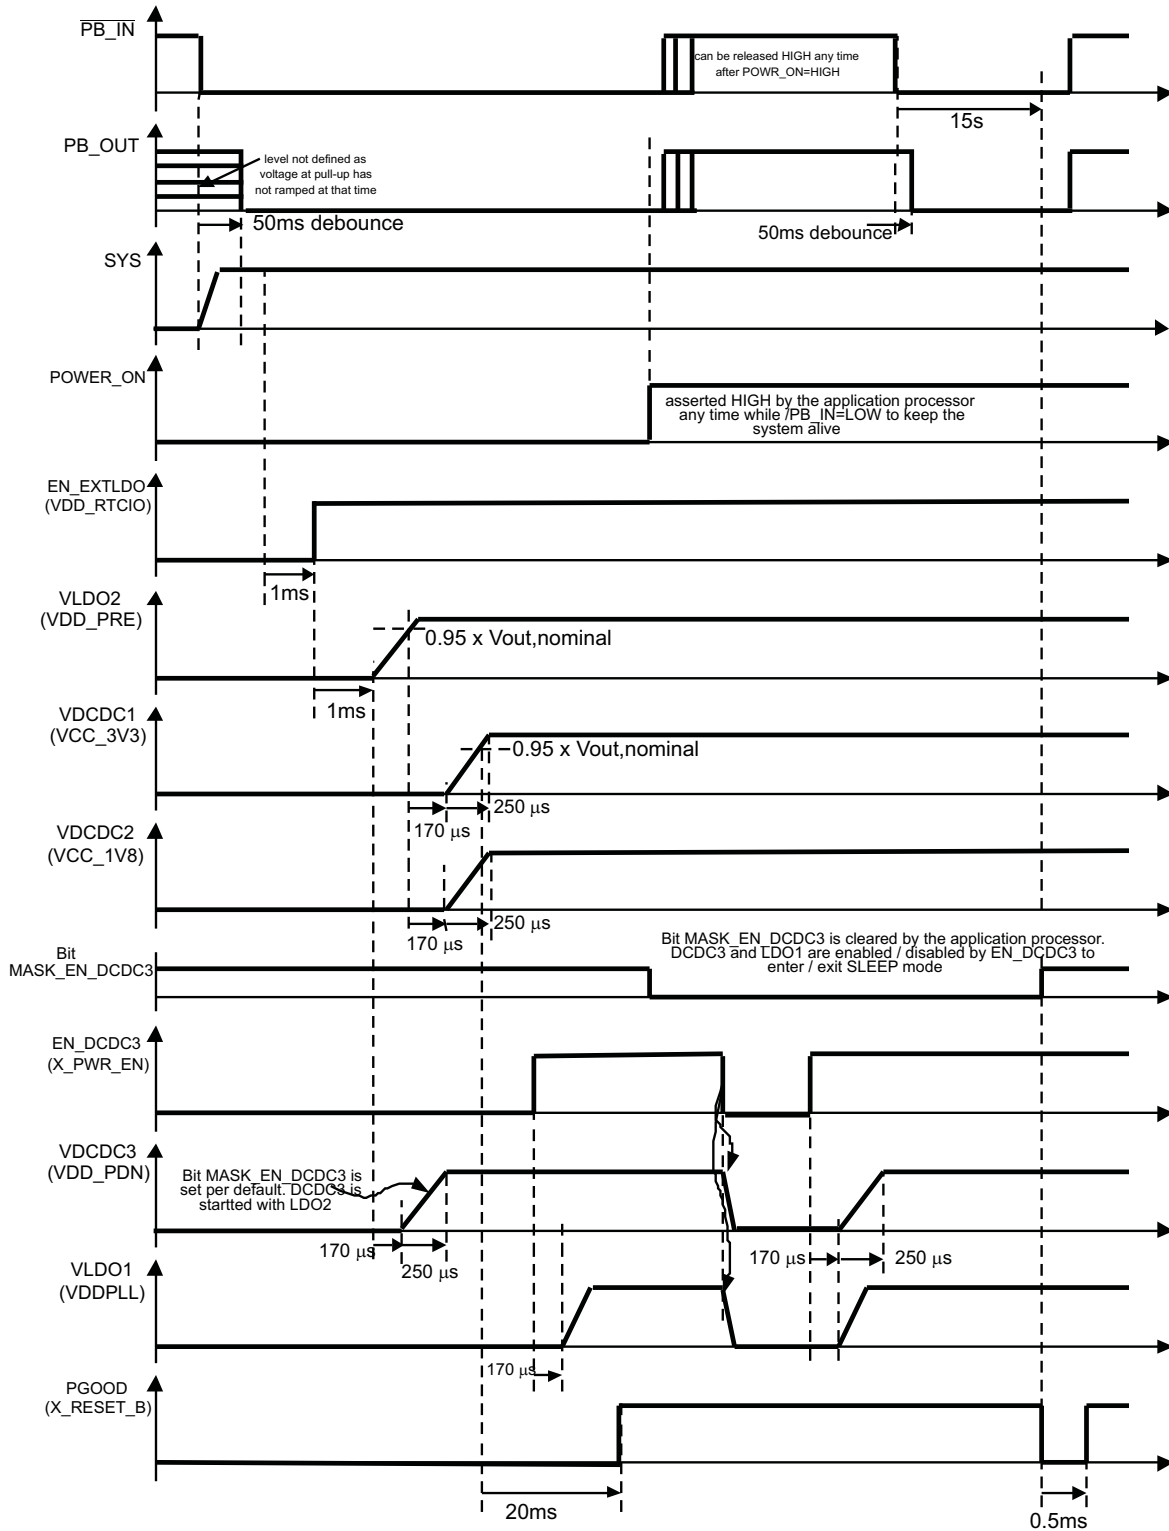 PB_IN
can be released HIGH any time
after POWR_ON=HIGH
15s
PB_OUT
level not defined as
voltage at pull-up has
not ramped at that time
50ms debounce
50ms debounce
SYS
POWER_ON
asserted HIGH by the application processor
any time while /PB_IN=LOW to keep the
system alive
EN_EXTLDO
(VDD_RTCIO)
1ms
VLDO2
(VDD_PRE)
0.95 x Vout,nominal
1ms
VDCDC1
(VCC_3V3)
0.95 x Vout,nominal
250 μs
170 μs
VDCDC2
(VCC_1V8)
250 μs
170 μs
Bit
MASK_EN_DCDC3
Bit MASK_EN_DCDC3 is cleared by the application processor.
DCDC3 and LDO1 are enabled / disabled by EN_DCDC3 to
enter / exit SLEEP mode
EN_DCDC3
(X_PWR_EN)
VDCDC3
(VDD_PDN)
Bit MASK_EN_DCDC3 is
set per default. DCDC3 is
startted with LDO2
170 μs
250 μs
170 μs
250 μs
VLDO1
(VDDPLL)
170 μs
PGOOD
(X_RESET_B)
20ms
0.5ms